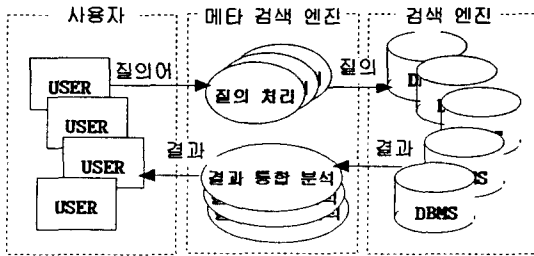 사용자 메타 검색 엔진 검색 엔진
질의어 질의
USER 질의 처리
USER
USER 결과 결과
결과 통합 분석
USER DBMS